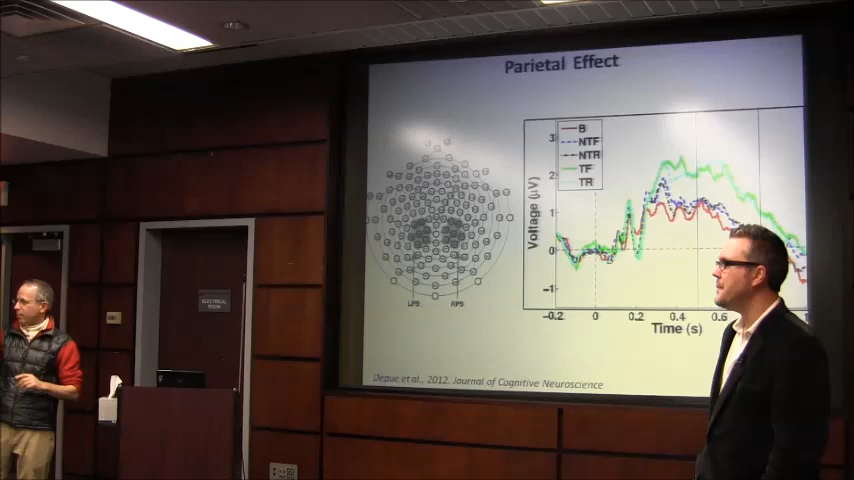 Parietal Effect
B
NTF
NTR
TF
TR
3
2
1
0
-1
Voltage (μV)
-0.2 0 0.2 0.4 0.6
Time (s)
LPS RPS
Depue et al., 2012. Journal of Cognitive Neuroscience
ELECTRICAL
ROOM